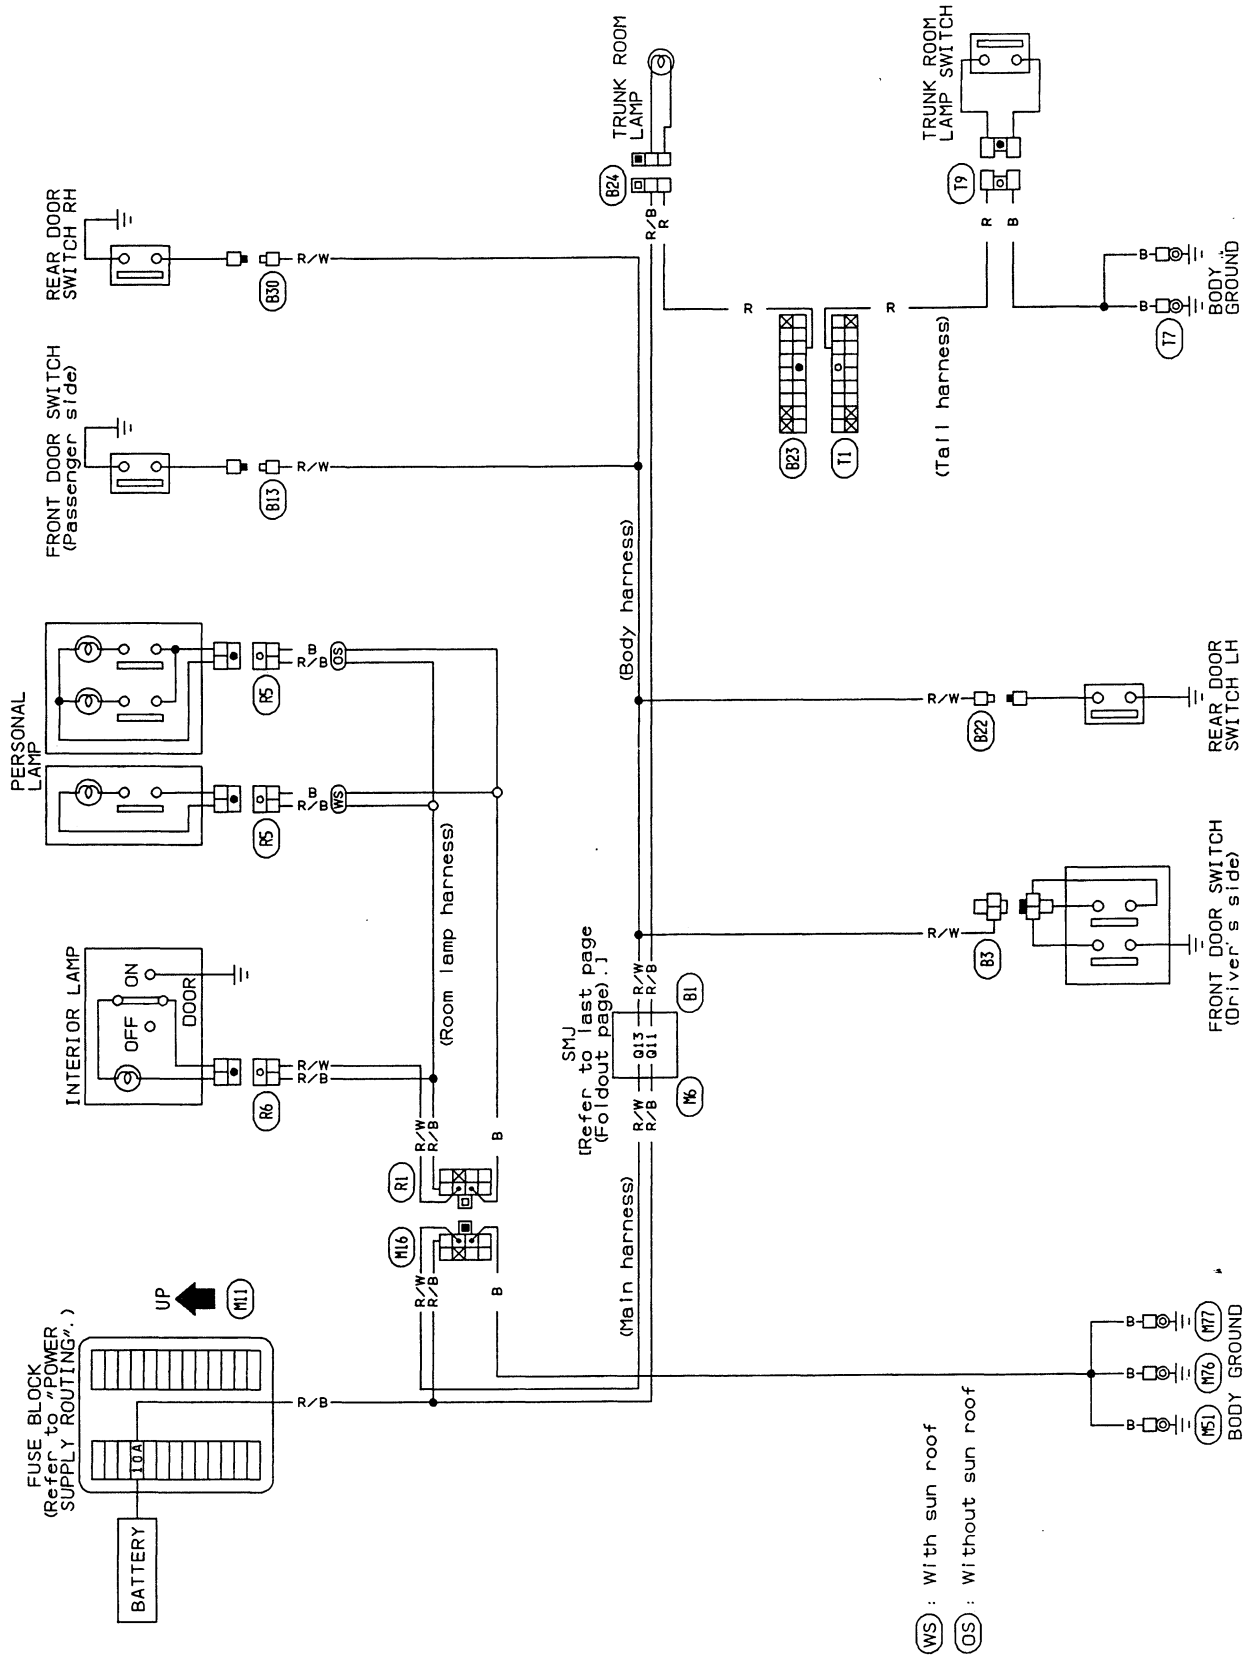 BATTERY
FUSE BLOCK
(Refer to "POWER
SUPPLY ROUTING".)
10A
UP
M11
R/B
INTERIOR LAMP
OFF
ON
DOOR
R6
R/W
R/B
PERSONAL
LAMP
R5
B
R/B
WS
R5
B
R/B
OS
FRONT DOOR SWITCH
(Passenger side)
B13
R/W
REAR DOOR
SWITCH RH
B30
R/W
M16
R1
R/W
R/B
B
R/W
R/B
B
(Room lamp harness)
(Main harness)
SMJ
[Refer to last page
(Foldout page).]
M6
B1
R/W
R/B
Q13
Q11
R/W
R/B
(Body harness)
TRUNK ROOM
LAMP
B24
R/B
R
R
B23
T1
R
(Tail harness)
TRUNK ROOM
LAMP SWITCH
T9
R
B
B
B
T7
BODY
GROUND
R/W
B3
FRONT DOOR SWITCH
(Driver's side)
R/W
B22
REAR DOOR
SWITCH LH
B
B
B
M51
M76
M77
BODY GROUND
WS : With sun roof
OS : Without sun roof